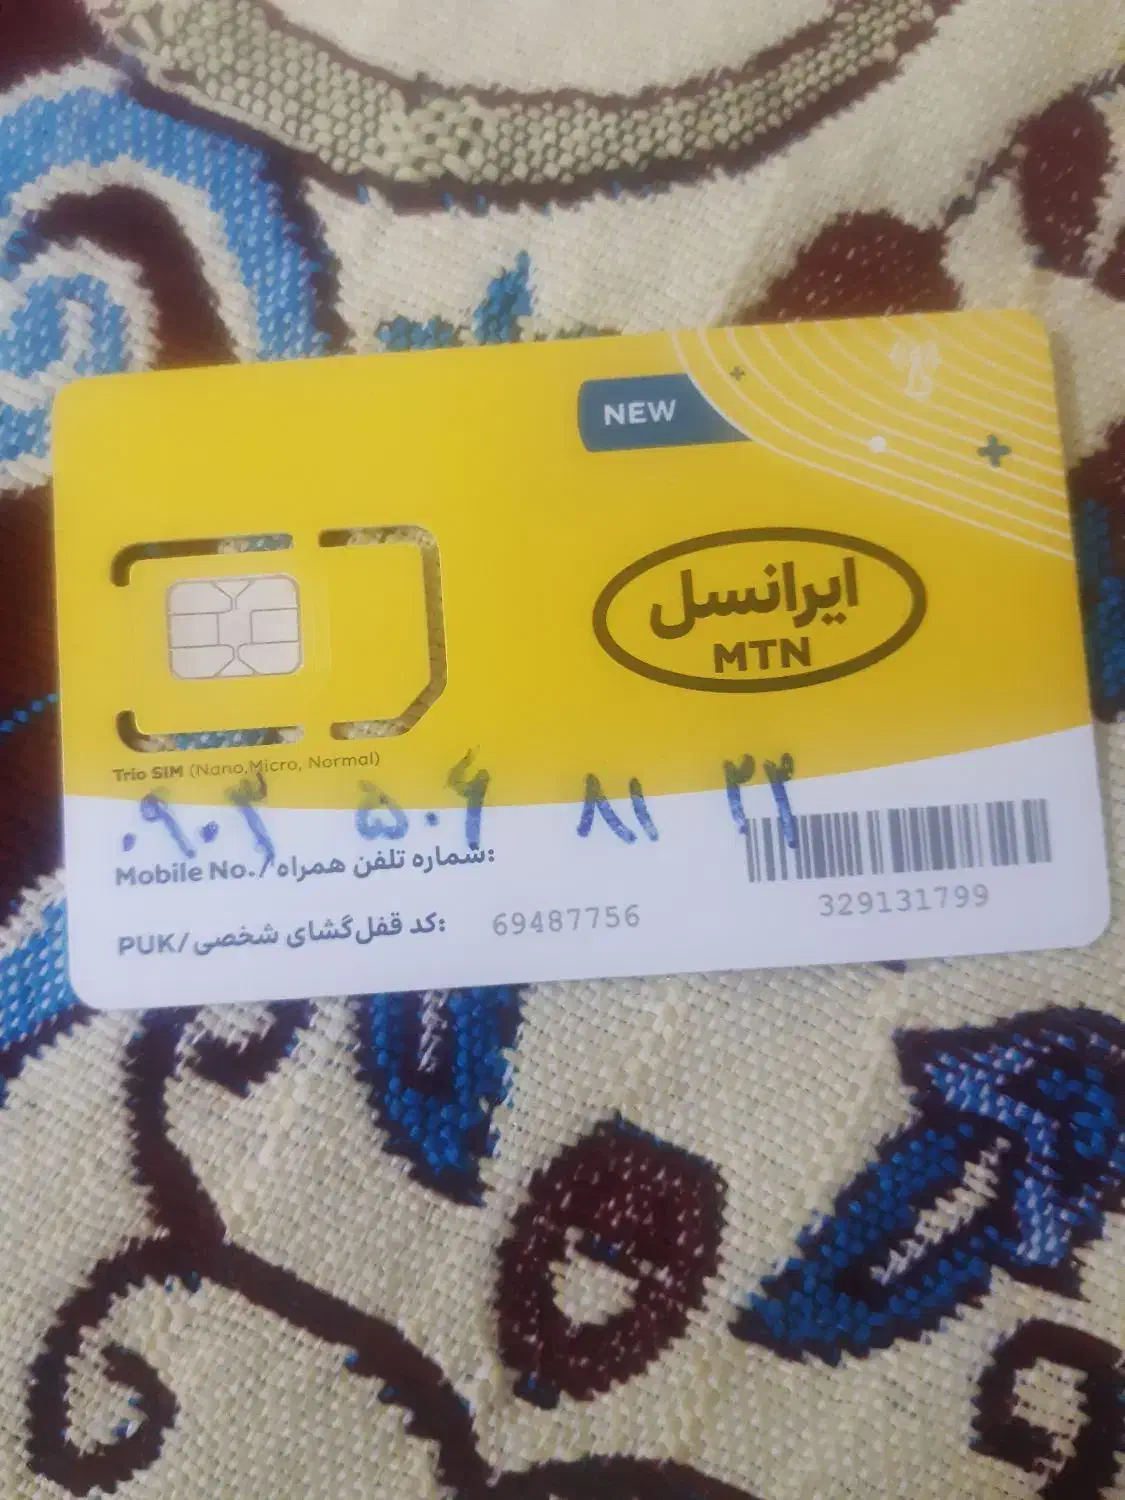 NEW
ایرانسل
MTN
Trio SIM (Nano,Micro, Normal)
۰۹۰۳ ۵۰۶ ۸۱ ۲۲
Mobile No./شماره تلفن همراه:
329131799
PUK/کد قفل‌گشای شخصی: 69487756